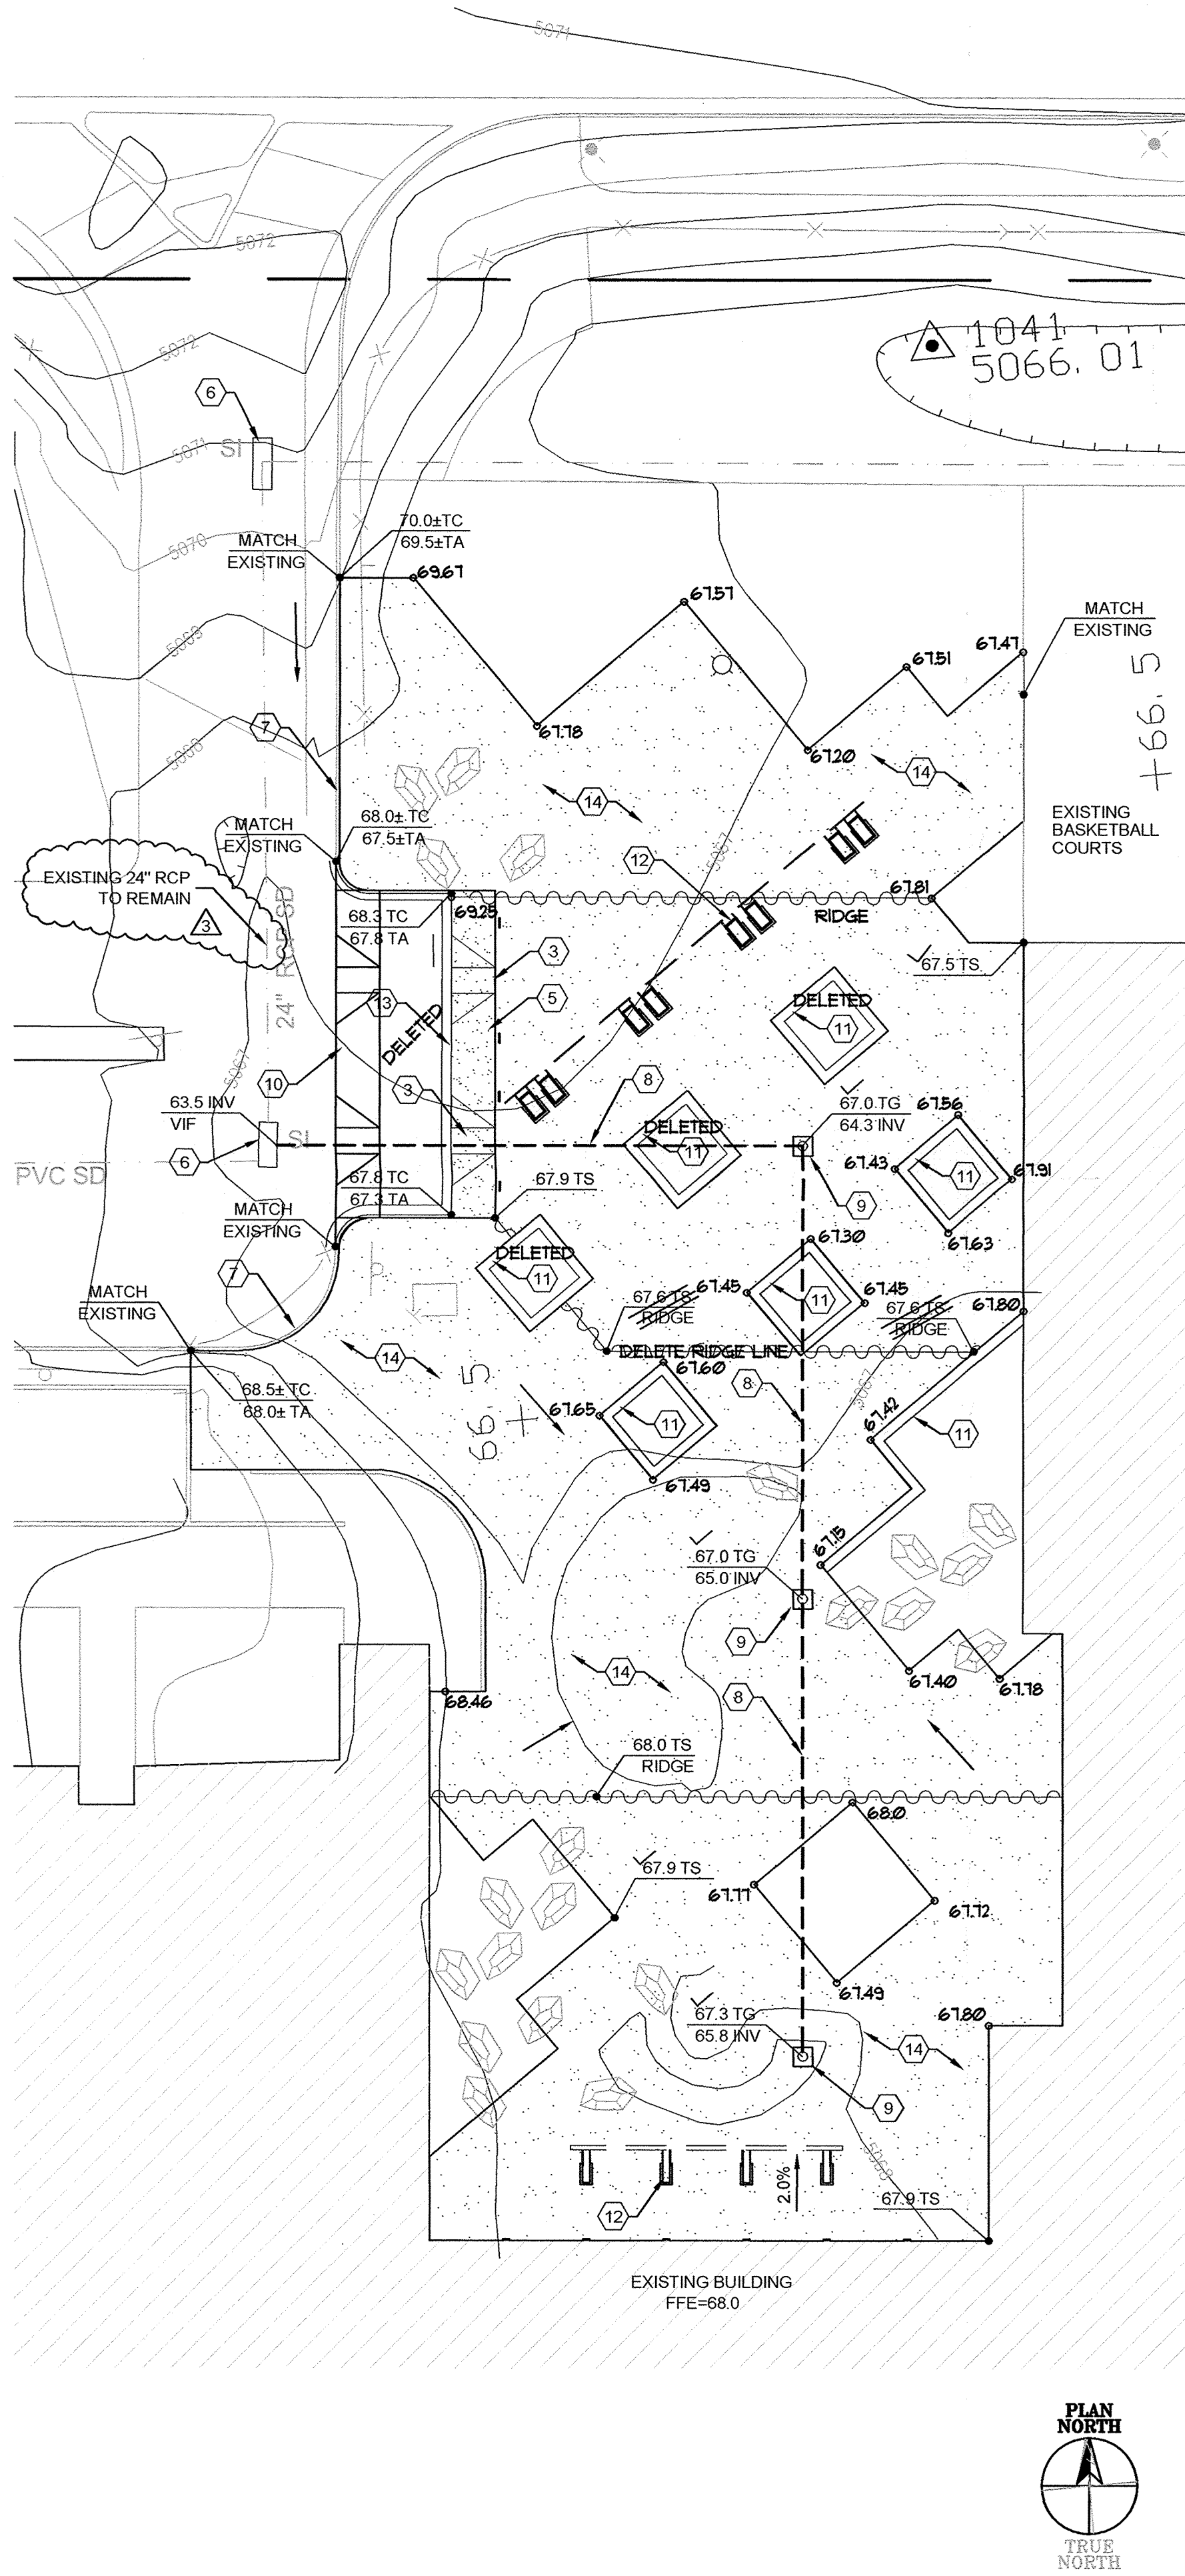 5071
5072
1041
5066. 01
5072
6
5071
SI
70.0±TC
69.5±TA
5070
MATCH
EXISTING
69.67
67.57
MATCH
EXISTING
67.47
67.51
+66. 5
7
67.78
67.20
14
14
68.0± TC
67.5±TA
MATCH
EXISTING
EXISTING
BASKETBALL
COURTS
12
EXISTING 24" RCP
TO REMAIN
3
67.81
RIDGE
69.25
68.3 TC
67.8 TA
24" RCP SD
3
67.5 TS
13
5
DELETED
DELETED
11
5067
10
3
8
63.5 INV
VIF
67.0 TG
64.3 INV
67.56
DELETED
11
SI
6
PVC SD
67.43
11
67.91
67.8 TC
67.3 TA
67.9 TS
9
MATCH
EXISTING
67.63
67.30
DELETED
11
7
67.45
11
67.45
MATCH
EXISTING
67.6 TS
RIDGE
67.6 TS
RIDGE
67.80
14
DELETE RIDGE LINE
67.60
8
68.5± TC
68.0± TA
66. 5
+
67.65
11
67.42
11
67.49
67.15
67.0 TG
65.0 INV
9
14
67.40
67.78
8
68.46
68.0 TS
RIDGE
68.0
67.9 TS
67.77
67.72
67.49
67.3 TG
65.8 INV
67.80
14
9
2.0%
12
67.9 TS
EXISTING BUILDING
FFE=68.0
PLAN
NORTH
TRUE
NORTH